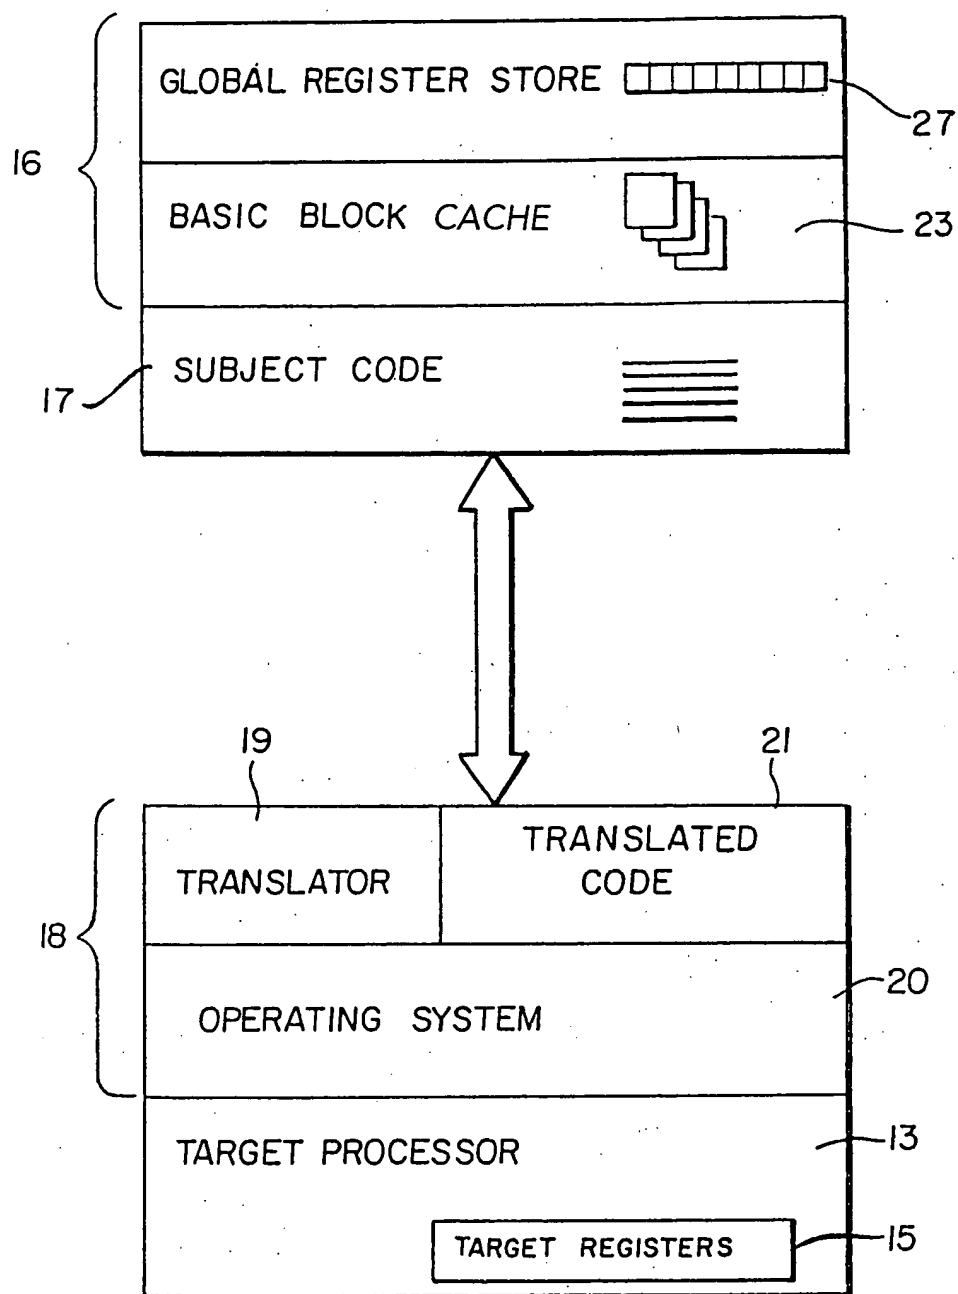 GLOBAL REGISTER STORE
27
16
BASIC BLOCK CACHE
23
17
SUBJECT CODE
19
21
TRANSLATOR
TRANSLATED
CODE
18
OPERATING SYSTEM
20
TARGET PROCESSOR
13
TARGET REGISTERS
15